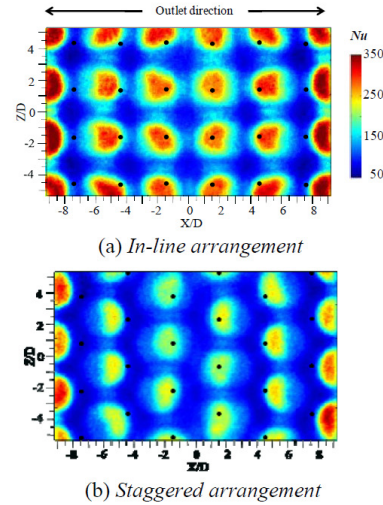 Outlet direction
Nu
350
250
150
50
4
2
0
-2
-4
Z/D
-8 -6 -4 -2 0 2 4 6 8
X/D
(a) In-line arrangement
4
2
0
-2
-4
Z/D
-8 -6 -4 -2 0 2 4 6 8
X/D
(b) Staggered arrangement